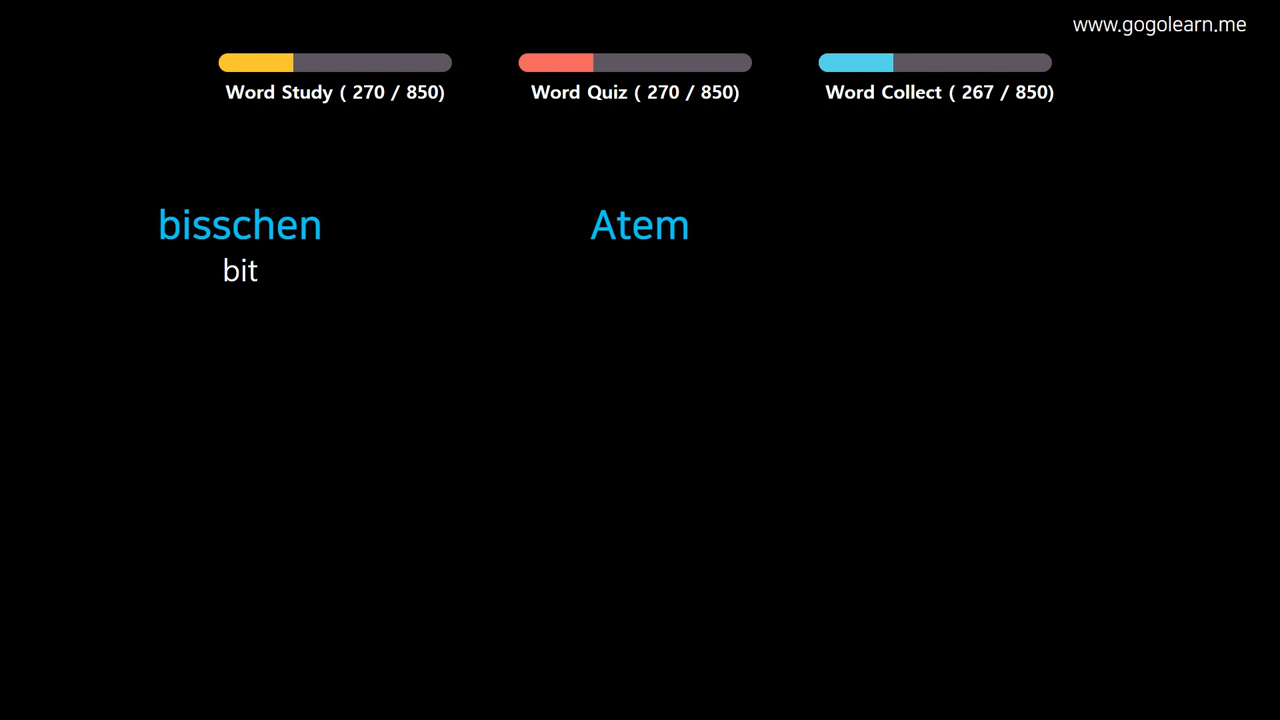 www.gogolearn.me
Word Study ( 270 / 850)
Word Quiz ( 270 / 850)
Word Collect ( 267 / 850)
bisschen
bit
Atem